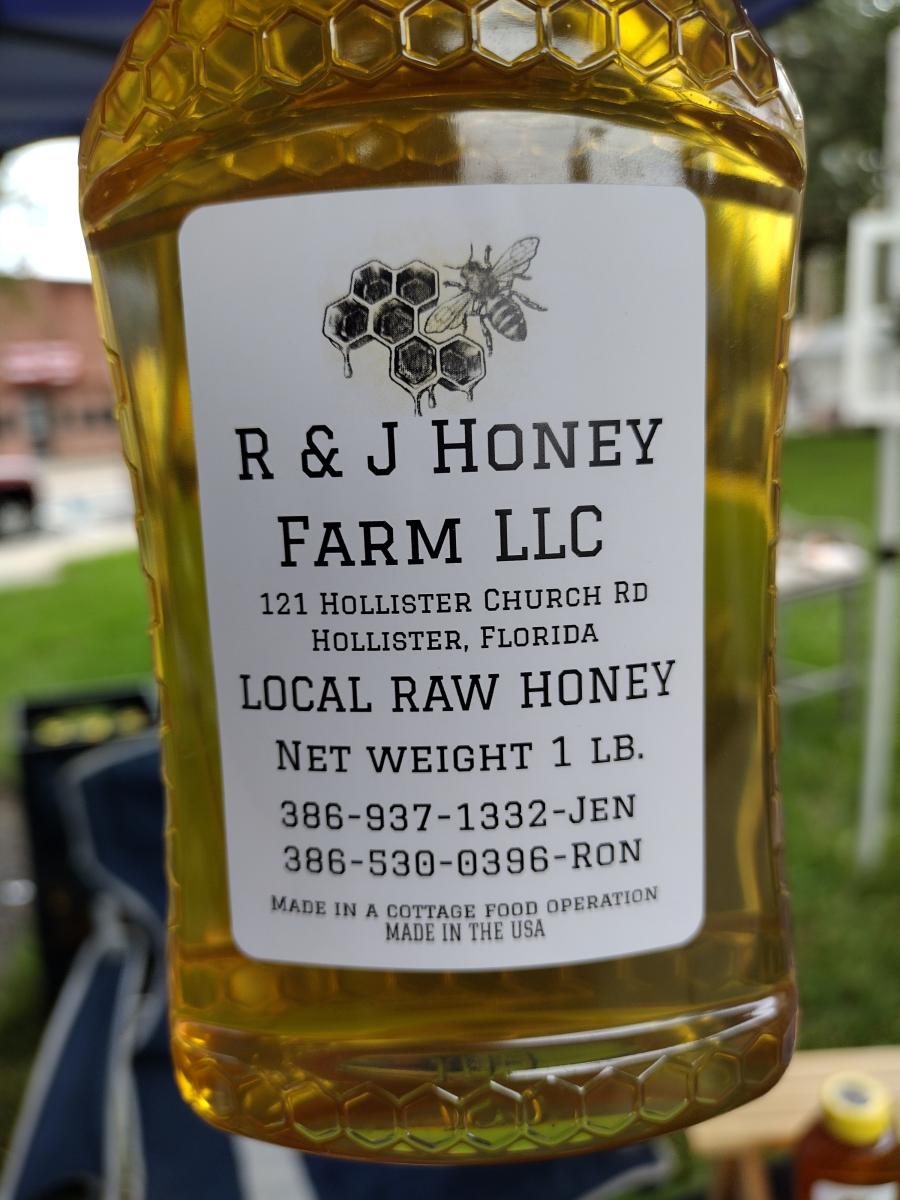 R & J HONEY
FARM LLC
121 HOLLISTER CHURCH RD
HOLLISTER, FLORIDA
LOCAL RAW HONEY
NET WEIGHT 1 LB.
386-937-1332-JEN
386-530-0396-RON
MADE IN A COTTAGE FOOD OPERATION
MADE IN THE USA